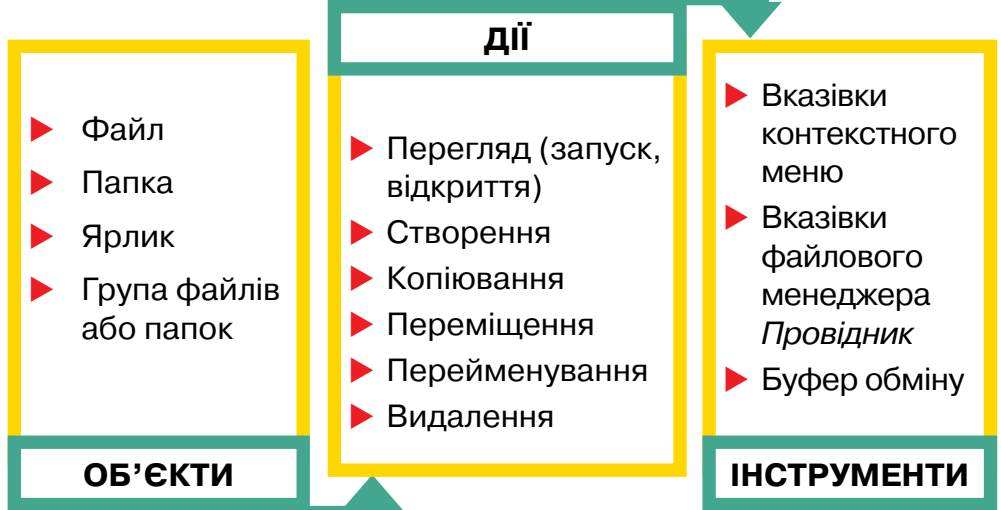 Файл
Папка
Ярлик
Група файлів
або папок
ОБ’ЄКТИ
ДІЇ
Перегляд (запуск,
відкриття)
Створення
Копіювання
Переміщення
Перейменування
Видалення
Вказівки
контекстного
меню
Вказівки
файлового
менеджера
Провідник
Буфер обміну
ІНСТРУМЕНТИ